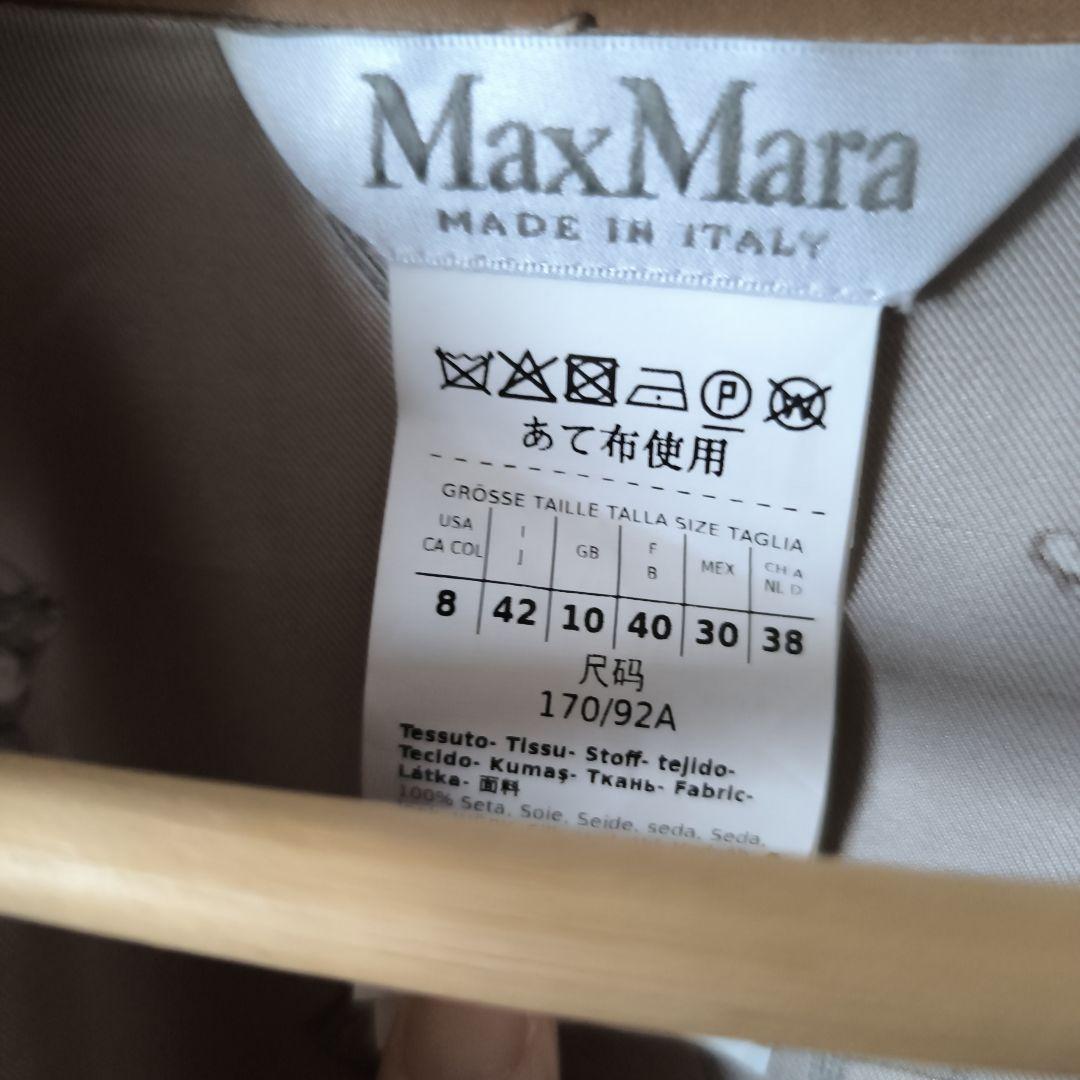 MaxMara
MADE IN ITALY
P W
あて布使用
GRÖSSE TAILLE TALLA SIZE TAGLIA
USA I GB F MEX CH A
CA COL J B NL D
8 42 10 40 30 38
尺码
170/92A
Tessuto- Tissu- Stoff- tejido-
Tecido- Kumaş- Ткань- Fabric-
Látka- 面料
100% Seta, Soie, Seide, seda, Seda,